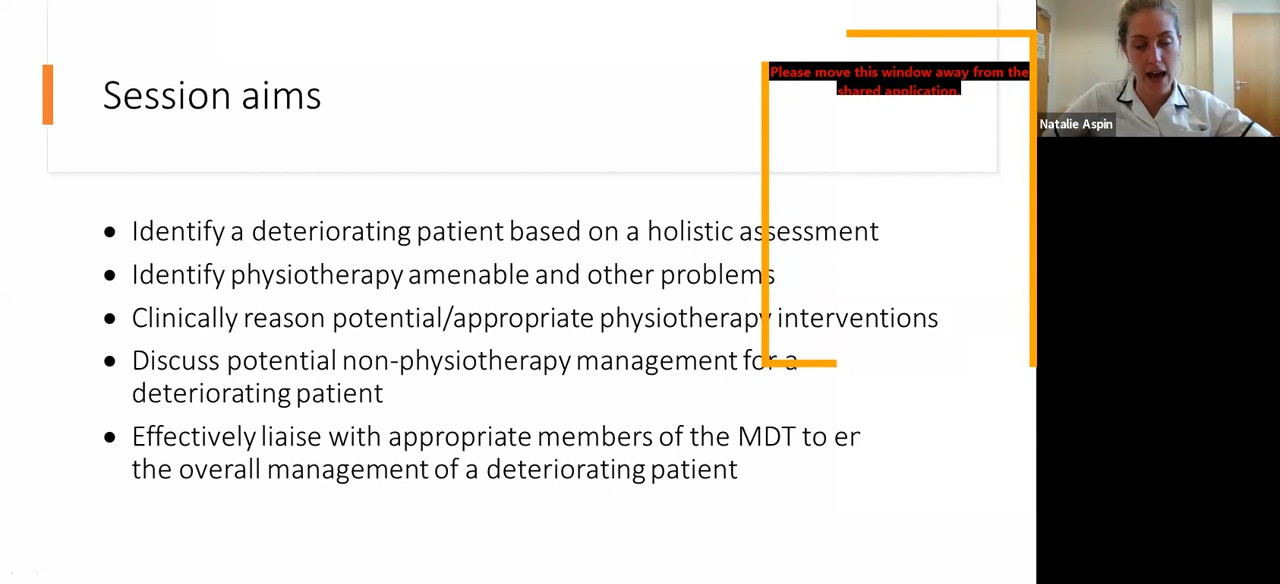 Session aims
Please move this window away from the
shared application.
Natalie Aspin
• Identify a deteriorating patient based on a holistic assessment
• Identify physiotherapy amenable and other problems
• Clinically reason potential/appropriate physiotherapy interventions
• Discuss potential non-physiotherapy management for a
deteriorating patient
• Effectively liaise with appropriate members of the MDT to
the overall management of a deteriorating patient